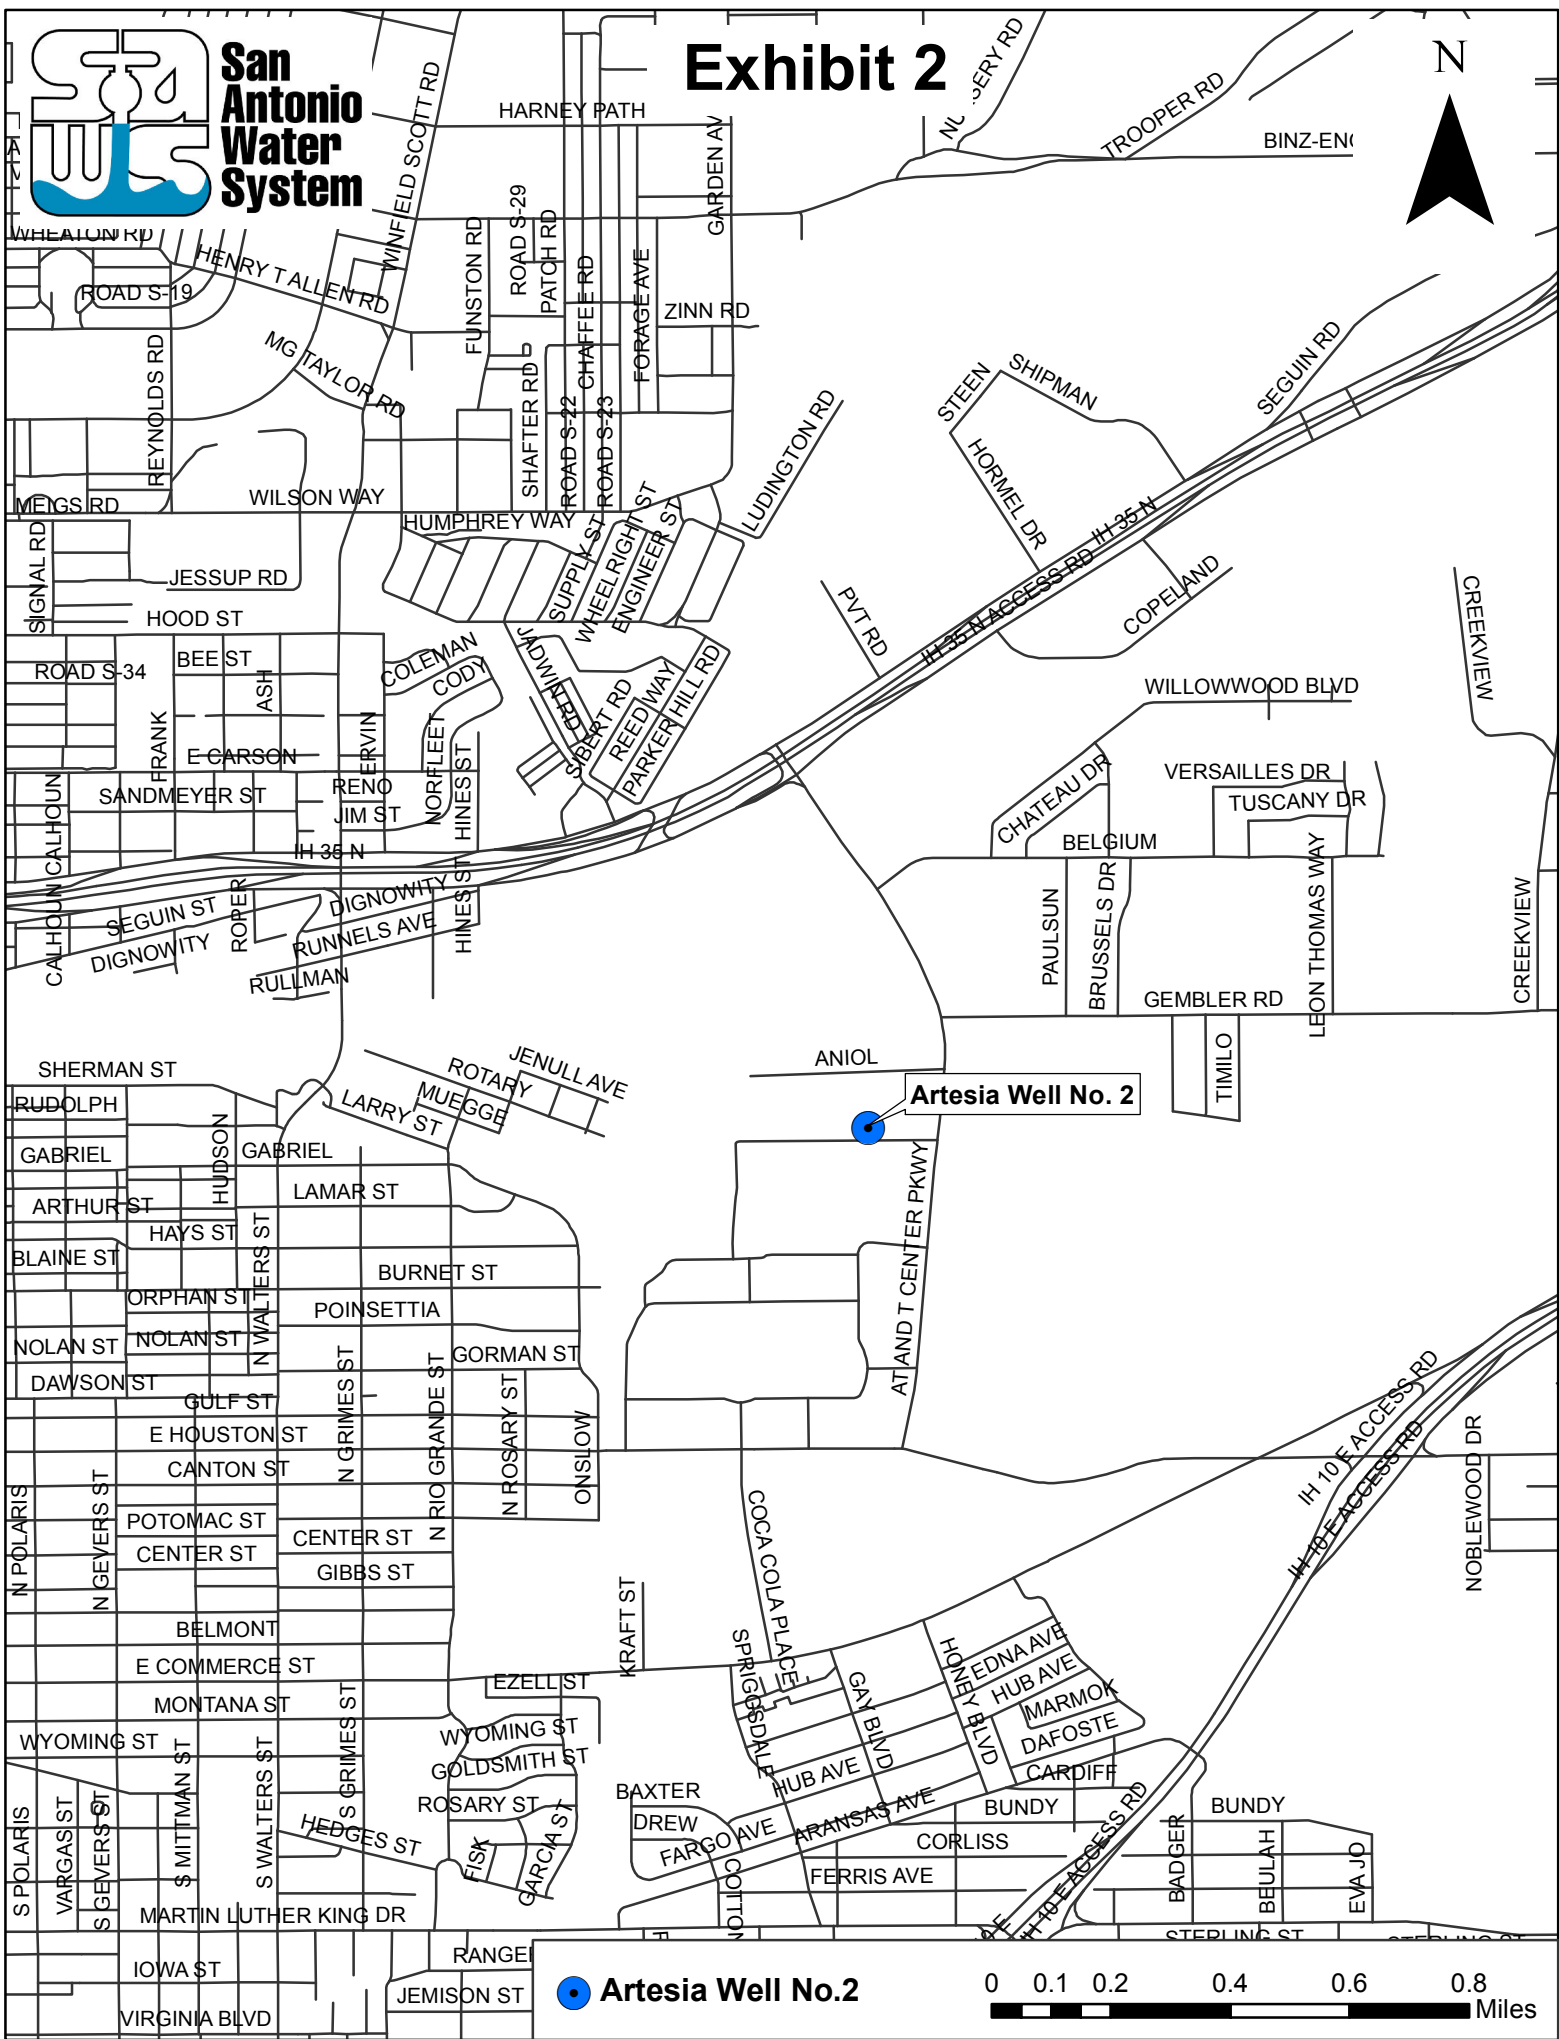 Exhibit 2
San
Antonio
Water
System
N
HARNEY PATH
WINFIELD SCOTT RD
GARDEN AV
TROOPER RD
WHEATON RD
HENRY T ALLEN RD
ROAD S-19
FUNSTON RD
ROAD S-29
PATCH RD
CHAFFEE RD
FORAGE AVE
ZINN RD
REYNOLDS RD
MG TAYLOR RD
SHAFTER RD
ROAD S-22
ROAD S-23
LUDINGTON RD
STEEN
SHIPMAN
SEGUIN RD
HORMEL DR
MEIGS RD
WILSON WAY
HUMPHREY WAY
SUPPLY ST
WHEELRIGHT ST
ENGINEER ST
IH 35 N
IH 35 N ACCESS RD
SIGNAL RD
JESSUP RD
HOOD ST
PVT RD
COPELAND
CREEKVIEW
ROAD S-34
BEE ST
ASH
COLEMAN
CODY
JADWIN RD
SIBERT RD
REED WAY
PARKER HILL RD
WILLOWWOOD BLVD
FRANK
E CARSON
ERVIN
NORFLEET
HINES ST
RENO
JIM ST
SANDMEYER ST
CALHOUN
CALHOUN
CHATEAU DR
VERSAILLES DR
TUSCANY DR
BELGIUM
IH 35 N
SEGUIN ST
DIGNOWITY
ROPER
DIGNOWITY
RUNNELS AVE
RULLMAN
HINES ST
PAULSUN
BRUSSELS DR
LEON THOMAS WAY
CREEKVIEW
GEMBLER RD
TIMILO
ANIOL
Artesia Well No. 2
SHERMAN ST
RUDOLPH
GABRIEL
HUDSON
GABRIEL
LARRY ST
MUEGGE
ROTARY
JENULL AVE
ARTHUR ST
LAMAR ST
HAYS ST
BLAINE ST
N WALTERS ST
BURNET ST
ORPHAN ST
POINSETTIA
NOLAN ST
NOLAN ST
DAWSON ST
GORMAN ST
AT AND T CENTER PKWY
GULF ST
E HOUSTON ST
CANTON ST
N GRIMES ST
N RIO GRANDE ST
N ROSARY ST
ONSLOW
N POLARIS
N GEVERS ST
POTOMAC ST
CENTER ST
CENTER ST
GIBBS ST
COCA COLA PLACE
IH 10 E ACCESS RD
IH 10 E ACCESS RD
NOBLEWOOD DR
BELMONT
E COMMERCE ST
MONTANA ST
WYOMING ST
KRAFT ST
EZELL ST
WYOMING ST
GOLDSMITH ST
ROSARY ST
SPRIGGSDALE
GAY BLVD
HONEY BLVD
EDNA AVE
HUB AVE
MARMOK
DAFOSTE
CARDIFF
HUB AVE
ARANSAS AVE
BAXTER
DREW
FARGO AVE
BUNDY
BUNDY
CORLISS
FERRIS AVE
S POLARIS
VARGAS ST
S GEVERS ST
S MITTMAN ST
S WALTERS ST
S GRIMES ST
HEDGES ST
FISK
GARCIA ST
COTTON
IH 10 E ACCESS RD
BADGER
BEULAH
EVA JO
MARTIN LUTHER KING DR
STERLING ST
IOWA ST
JEMISON ST
VIRGINIA BLVD
Artesia Well No.2
0 0.1 0.2 0.4 0.6 0.8
Miles